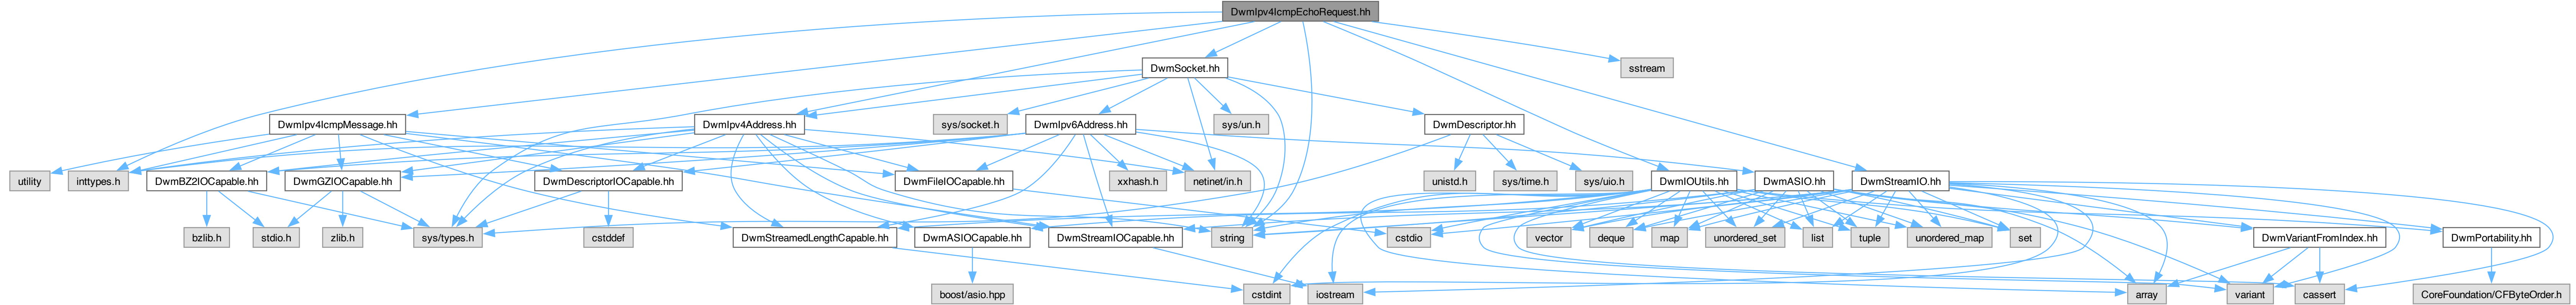 DwmIpv4IcmpEchoRequest.hh
DwmSocket.hh
sstream
DwmIpv4IcmpMessage.hh
DwmIpv4Address.hh
sys/socket.h
DwmIpv6Address.hh
sys/un.h
DwmDescriptor.hh
utility
inttypes.h
DwmBZ2IOCapable.hh
DwmGZIOCapable.hh
DwmDescriptorIOCapable.hh
DwmFileIOCapable.hh
xxhash.h
netinet/in.h
unistd.h
sys/time.h
sys/uio.h
DwmIOUtils.hh
DwmASIO.hh
DwmStreamIO.hh
bzlib.h
stdio.h
zlib.h
sys/types.h
cstddef
DwmStreamedLengthCapable.hh
DwmASIOCapable.hh
DwmStreamIOCapable.hh
string
cstdio
vector
deque
map
unordered_set
list
tuple
unordered_map
set
DwmVariantFromIndex.hh
DwmPortability.hh
boost/asio.hpp
cstdint
iostream
array
variant
cassert
CoreFoundation/CFByteOrder.h